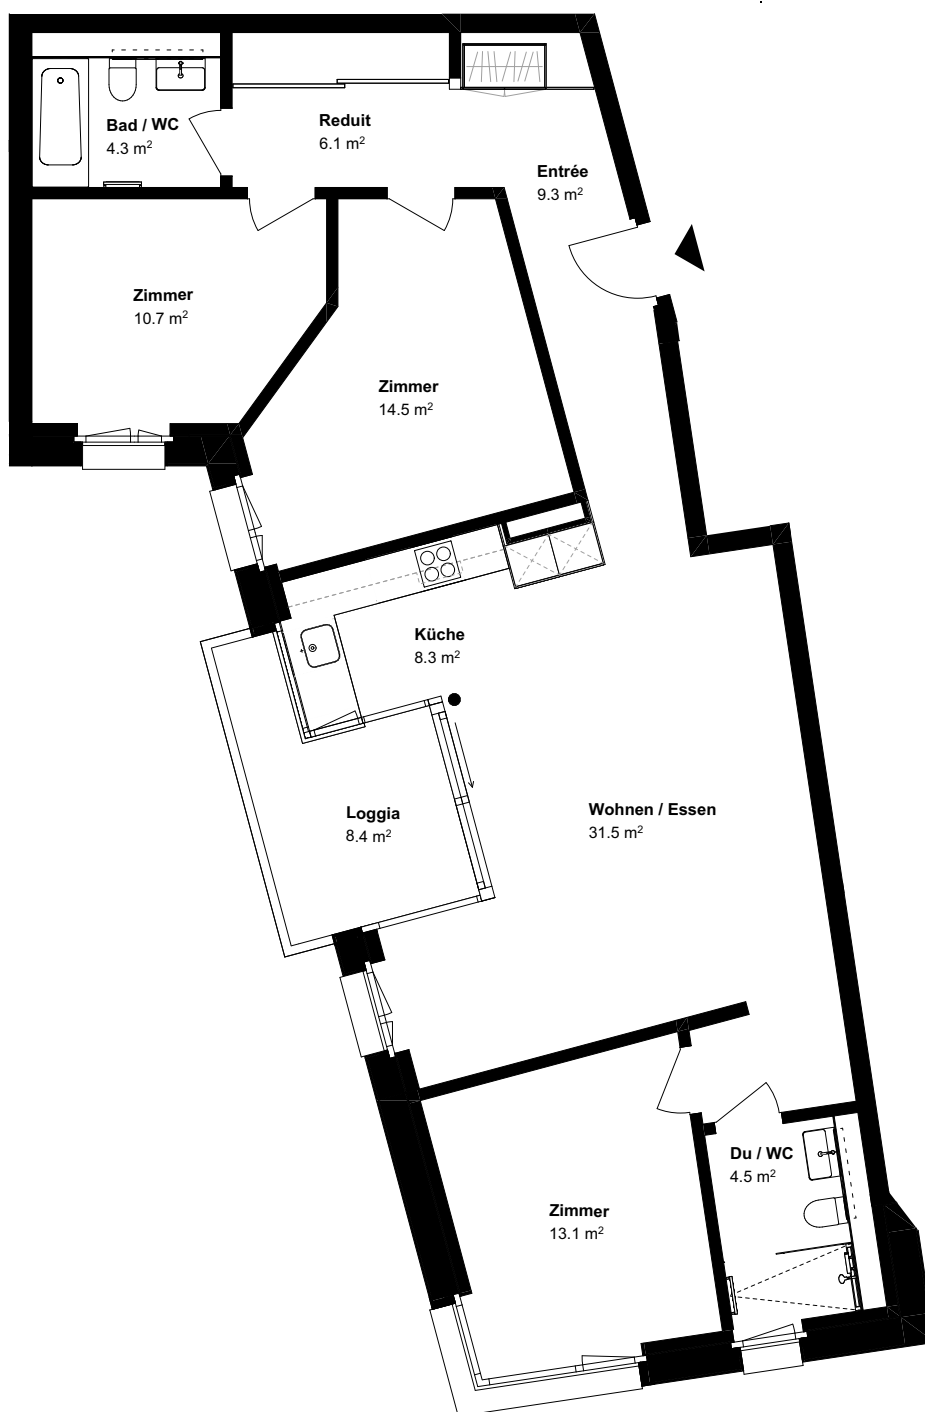 Bad / WC
4.3 m²
Reduit
6.1 m²
Entrée
9.3 m²
Zimmer
10.7 m²
Zimmer
14.5 m²
Küche
8.3 m²
Loggia
8.4 m²
Wohnen / Essen
31.5 m²
Du / WC
4.5 m²
Zimmer
13.1 m²